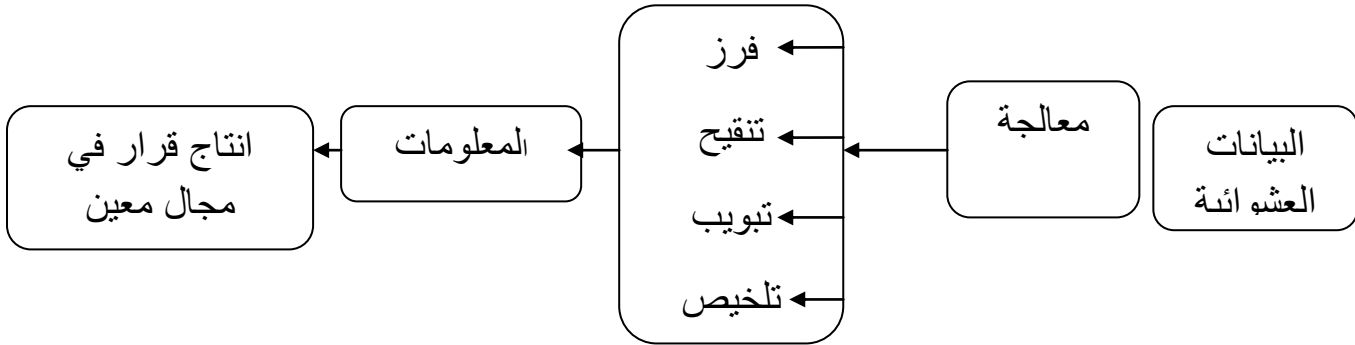 البيانات
العشوائية
معالجة
فرز
تنقيح
تبويب
تلخيص
المعلومات
انتاج قرار في
مجال معين